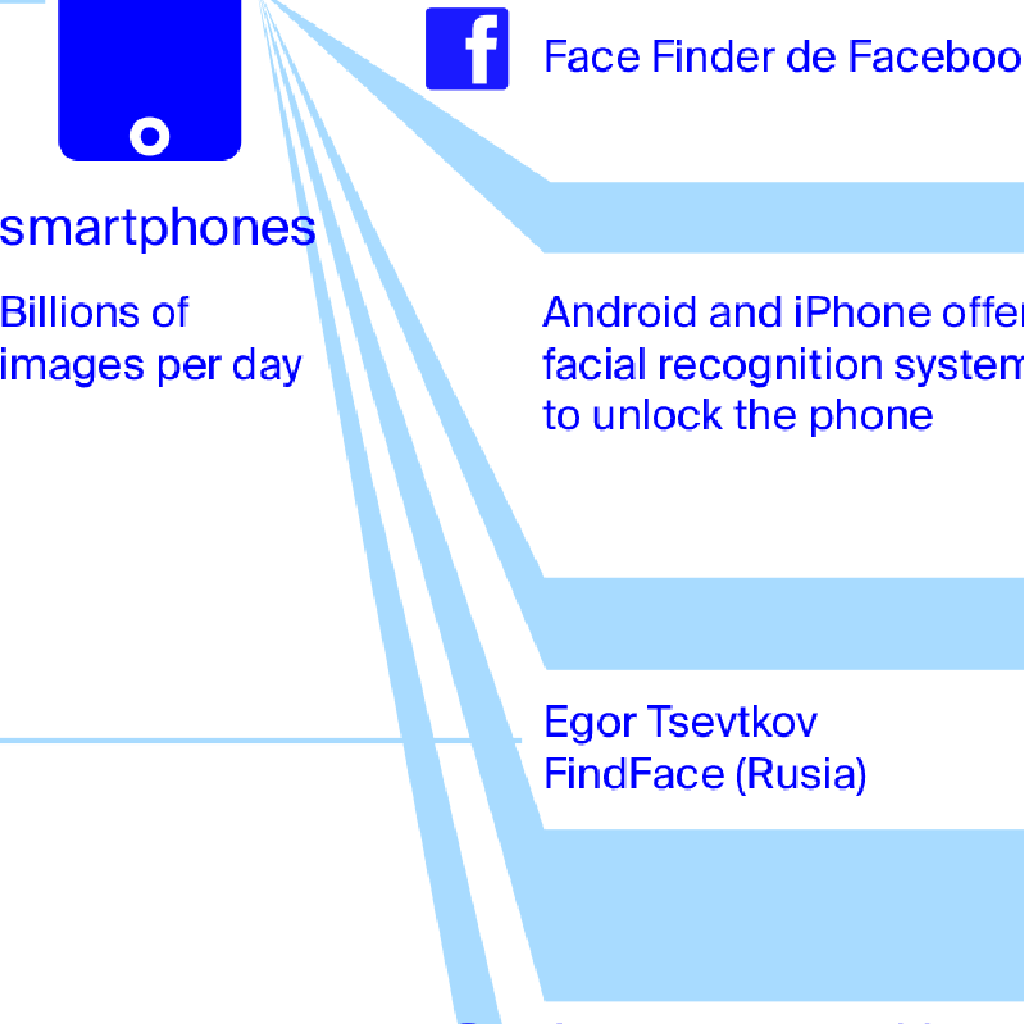 Face Finder de Faceboo
smartphones
Billions of
images per day
Android and iPhone offer
facial recognition system
to unlock the phone
Egor Tsevtkov
FindFace (Rusia)